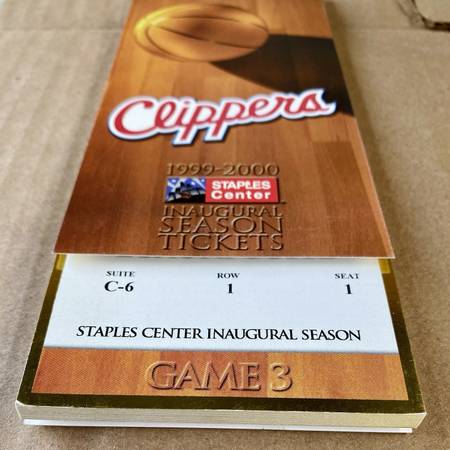 Clippers
1999-2000
STAPLES
Center
INAUGURAL
SEASON
TICKETS
SUITE ROW SEAT
C-6 1 1
STAPLES CENTER INAUGURAL SEASON
GAME 3